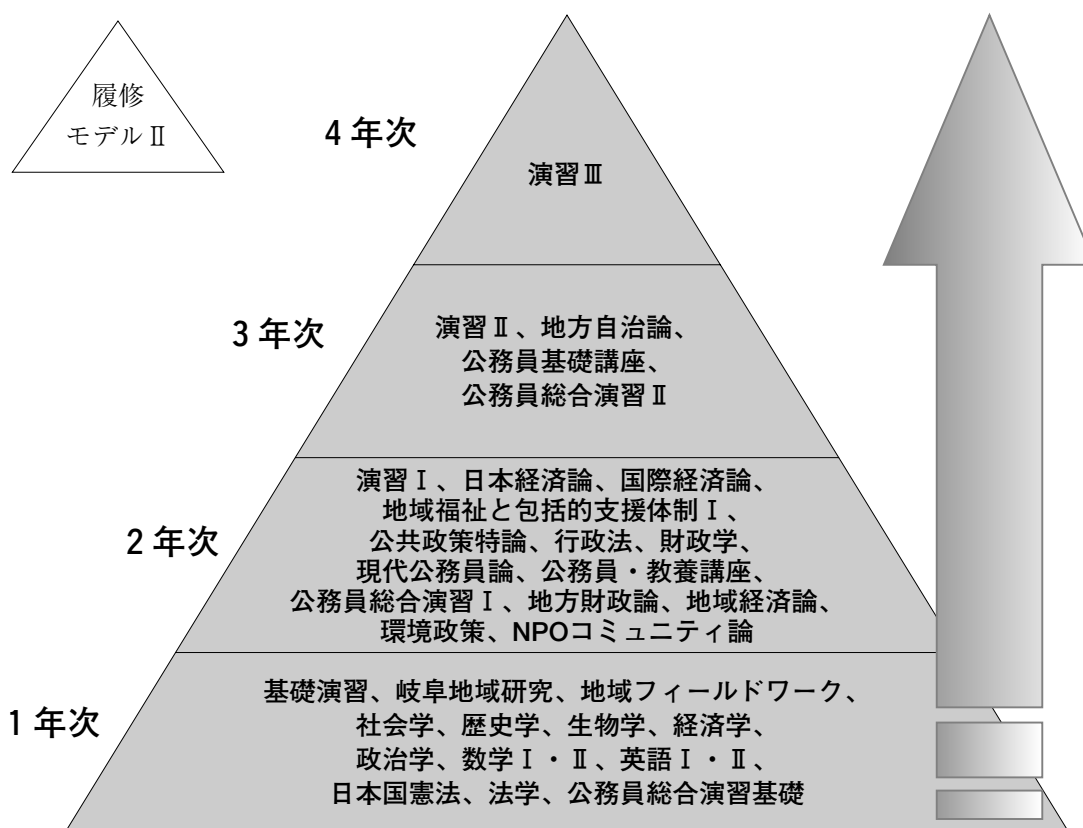 履修
モデルⅡ
4年次
演習Ⅲ
3年次
演習Ⅱ、地方自治論、
公務員基礎講座、
公務員総合演習Ⅱ
2年次
演習Ⅰ、日本経済論、国際経済論、
地域福祉と包括的支援体制Ⅰ、
公共政策特論、行政法、財政学、
現代公務員論、公務員・教養講座、
公務員総合演習Ⅰ、地方財政論、地域経済論、
環境政策、NPOコミュニティ論
1年次
基礎演習、岐阜地域研究、地域フィールドワーク、
社会学、歴史学、生物学、経済学、
政治学、数学Ⅰ・Ⅱ、英語Ⅰ・Ⅱ、
日本国憲法、法学、公務員総合演習基礎